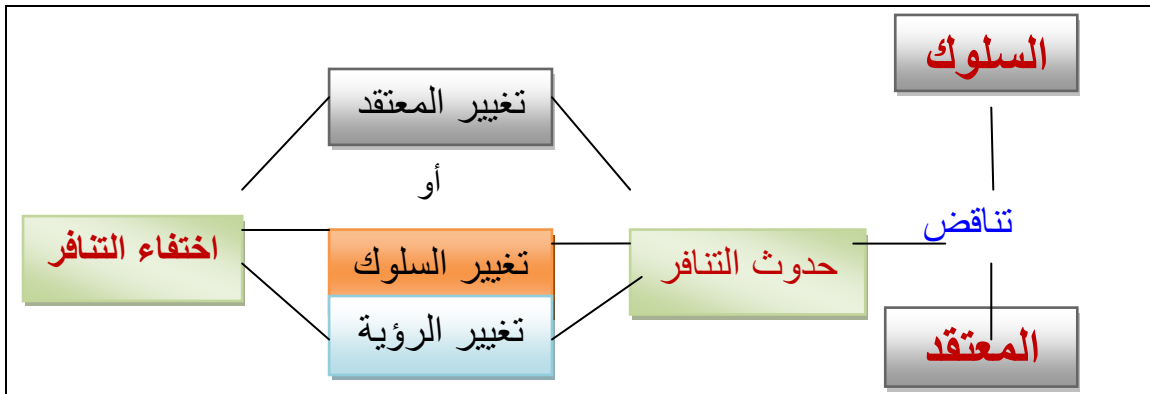 السلوك
تناقض
المعتقد
حدوث التنافر
تغيير المعتقد
أو
تغيير السلوك
تغيير الرؤية
اختفاء التنافر